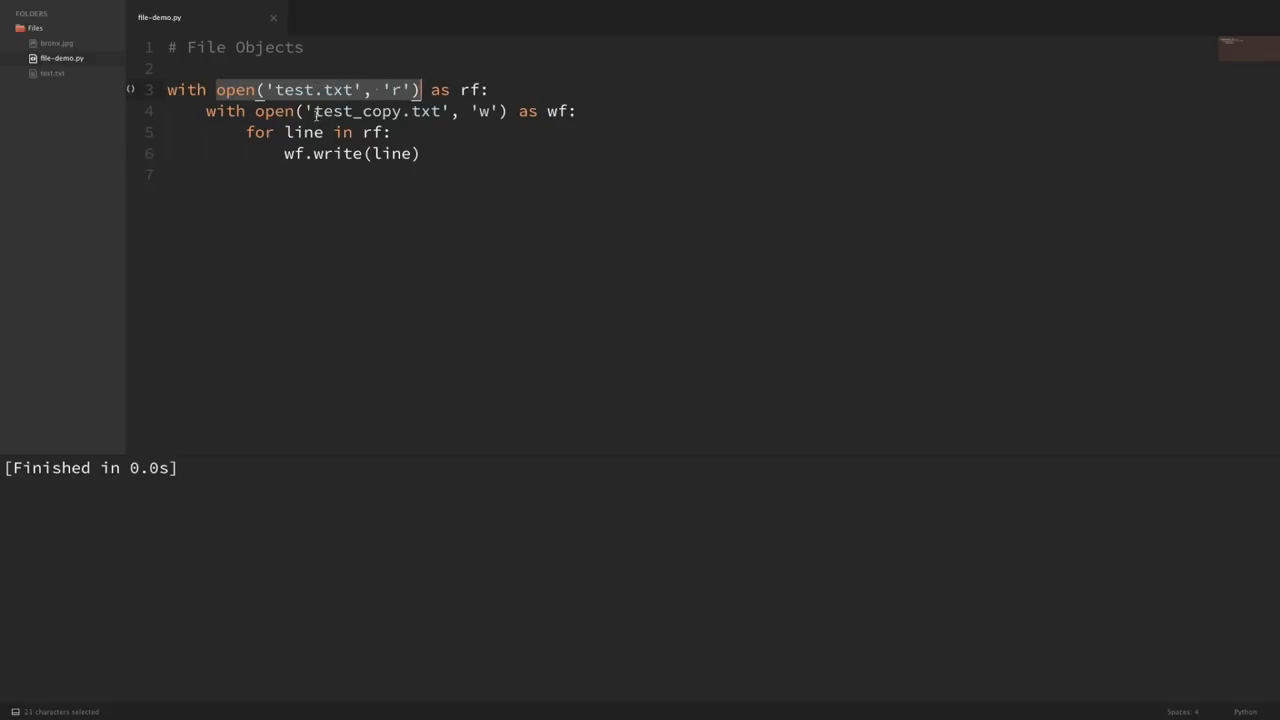 FOLDERS
Files
bronx.jpg
file-demo.py
test.txt
file-demo.py
1 # File Objects
2
3 with open('test.txt', 'r') as rf:
4     with open('test_copy.txt', 'w') as wf:
5         for line in rf:
6             wf.write(line)
7
[Finished in 0.0s]
21 characters selected
Spaces: 4
Python